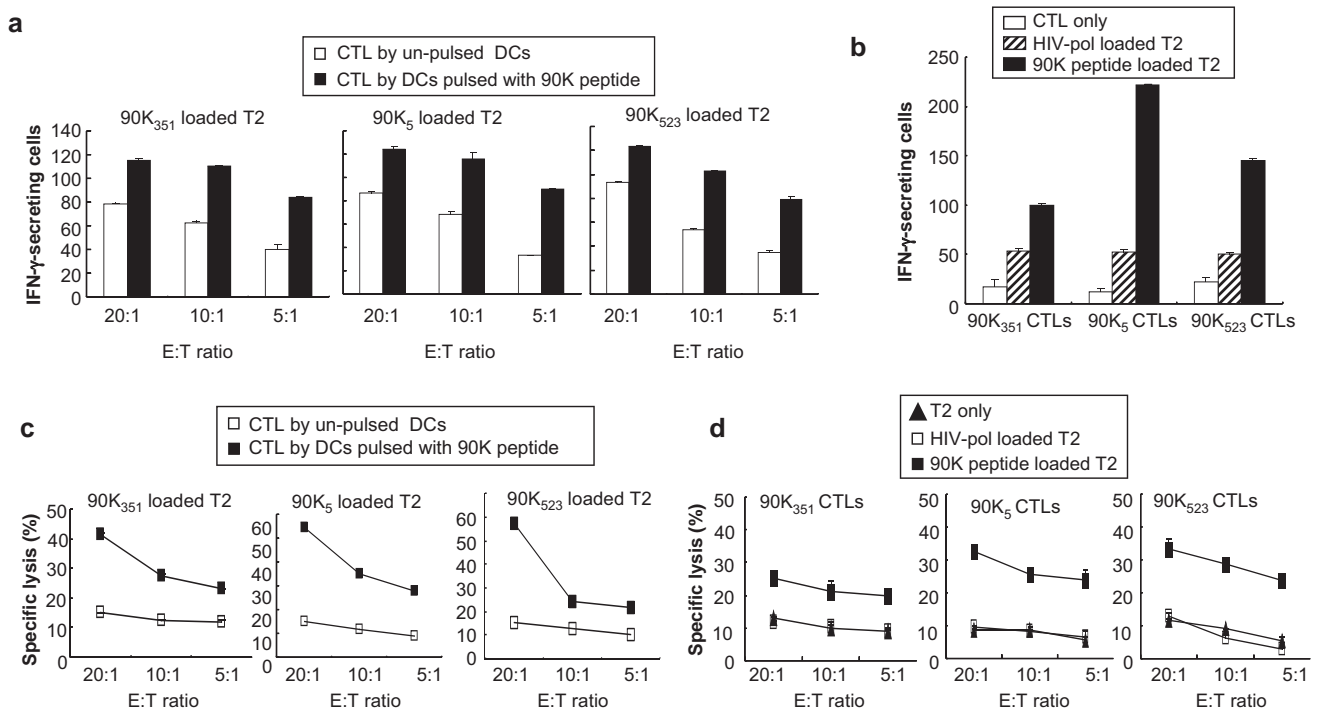 a
CTL by un-pulsed DCs
CTL by DCs pulsed with 90K peptide
90K351 loaded T2
90K5 loaded T2
90K523 loaded T2
IFN-γ-secreting cells
140
120
100
80
60
40
20
0
20:1 10:1 5:1
20:1 10:1 5:1
20:1 10:1 5:1
E:T ratio
E:T ratio
E:T ratio
b
CTL only
HIV-pol loaded T2
90K peptide loaded T2
IFN-γ-secreting cells
250
200
150
100
50
0
90K351 CTLs
90K5 CTLs
90K523 CTLs
c
CTL by un-pulsed DCs
CTL by DCs pulsed with 90K peptide
90K351 loaded T2
90K5 loaded T2
90K523 loaded T2
Specific lysis (%)
50
40
30
20
10
0
60
50
40
30
20
10
0
60
50
40
30
20
10
0
20:1 10:1 5:1
20:1 10:1 5:1
20:1 10:1 5:1
E:T ratio
E:T ratio
E:T ratio
d
T2 only
HIV-pol loaded T2
90K peptide loaded T2
90K351 CTLs
90K5 CTLs
90K523 CTLs
Specific lysis (%)
50
40
30
20
10
0
50
40
30
20
10
0
50
40
30
20
10
0
20:1 10:1 5:1
20:1 10:1 5:1
20:1 10:1 5:1
E:T ratio
E:T ratio
E:T ratio